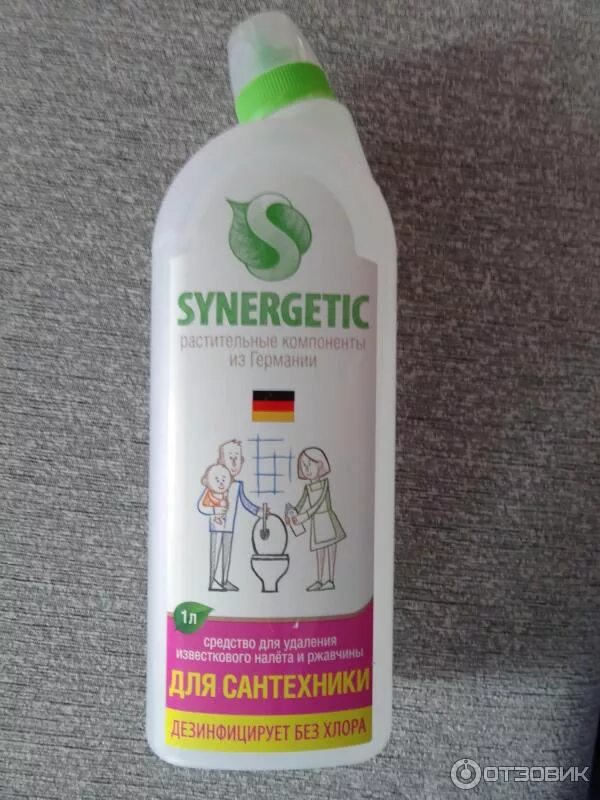 SYNERGETIC
растительные компоненты
из Германии
1л
средство для удаления
известкового налёта и ржавчины
ДЛЯ САНТЕХНИКИ
ДЕЗИНФИЦИРУЕТ БЕЗ ХЛОРА
ОТЗОВИК